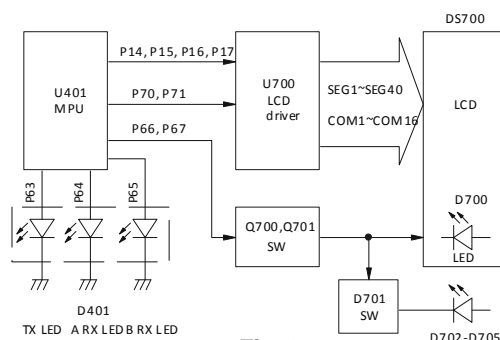 DS700
P14, P15, P16, P17
U401
MPU
U700
LCD
driver
SEG1~SEG40
COM1~COM16
LCD
P70, P71
P66, P67
P63
P64
P65
Q700,Q701
SW
D700
LED
D701
SW
D401
TX LED A RX LED B RX LED
D702-D705